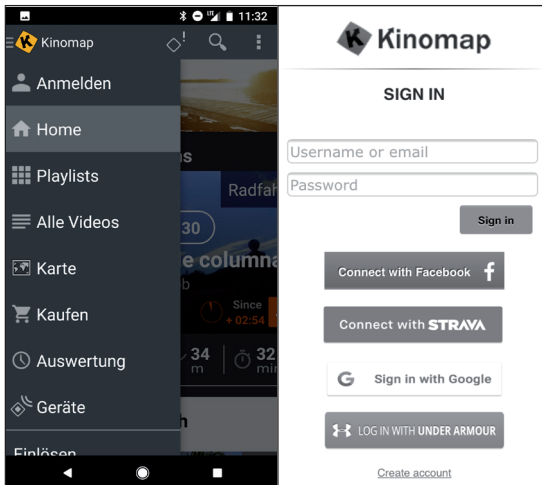 11:32
Kinomap
Anmelden
Home
Playlists
Alle Videos
Karte
Kaufen
Auswertung
Geräte
Einlösen
s
Radfah
30
e columna
b
Since
+ 02:54
34
m
32
min
h
Kinomap
SIGN IN
Username or email
Password
Sign in
Connect with Facebook f
Connect with STRAVA
G Sign in with Google
LOG IN WITH UNDER ARMOUR
Create account